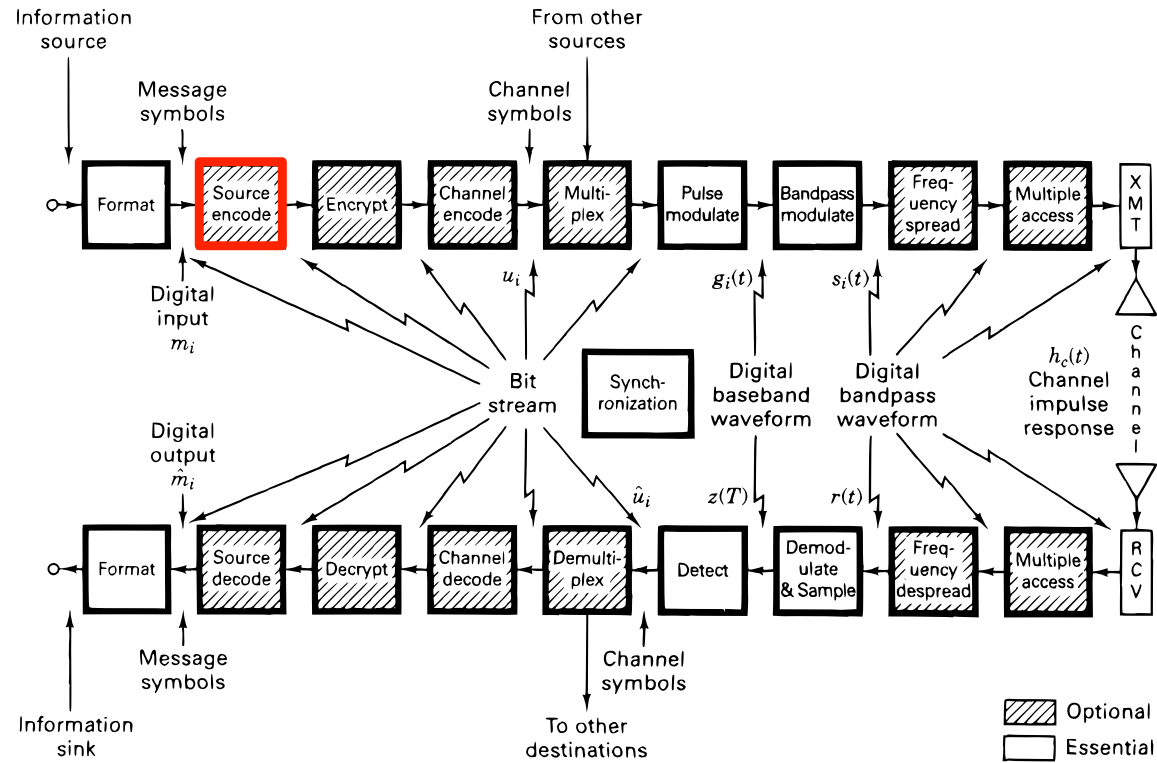 Information
source
From other
sources
Message
symbols
Channel
symbols
Format
Source
encode
Encrypt
Channel
encode
Multi-
plex
Pulse
modulate
Bandpass
modulate
Freq-
uency
spread
Multiple
access
X
M
T
Digital
input
m_i
u_i
g_i(t)
s_i(t)
Bit
stream
Synch-
ronization
Digital
baseband
waveform
Digital
bandpass
waveform
h_c(t)
Channel
impulse
response
C
h
a
n
n
e
l
Digital
output
m̂_i
û_i
z(T)
r(t)
Format
Source
decode
Decrypt
Channel
decode
Demulti-
plex
Detect
Demod-
ulate
& Sample
Freq-
uency
despread
Multiple
access
R
C
V
Message
symbols
Channel
symbols
Information
sink
To other
destinations
Optional
Essential